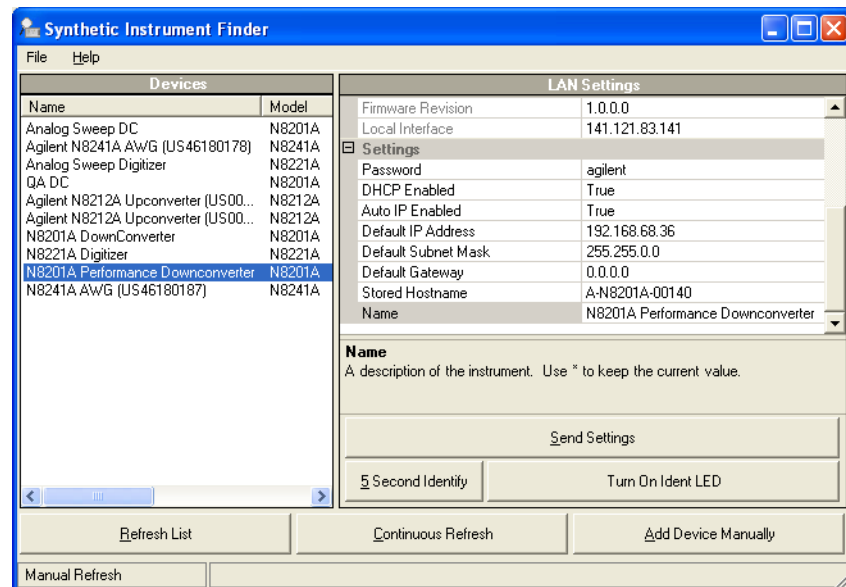 Synthetic Instrument Finder
File Help
Devices
Name Model
Analog Sweep DC N8201A
Agilent N8241A AWG (US46180178) N8241A
Analog Sweep Digitizer N8221A
QA DC N8201A
Agilent N8212A Upconverter (US00... N8212A
Agilent N8212A Upconverter (US00... N8212A
N8201A DownConverter N8201A
N8221A Digitizer N8221A
N8201A Performance Downconverter N8201A
N8241A AWG (US46180187) N8241A
LAN Settings
Firmware Revision 1.0.0.0
Local Interface 141.121.83.141
Settings
Password agilent
DHCP Enabled True
Auto IP Enabled True
Default IP Address 192.168.68.36
Default Subnet Mask 255.255.0.0
Default Gateway 0.0.0.0
Stored Hostname A-N8201A-00140
Name N8201A Performance Downconverter
Name
A description of the instrument. Use * to keep the current value.
Send Settings
5 Second Identify Turn On Ident LED
Refresh List Continuous Refresh Add Device Manually
Manual Refresh